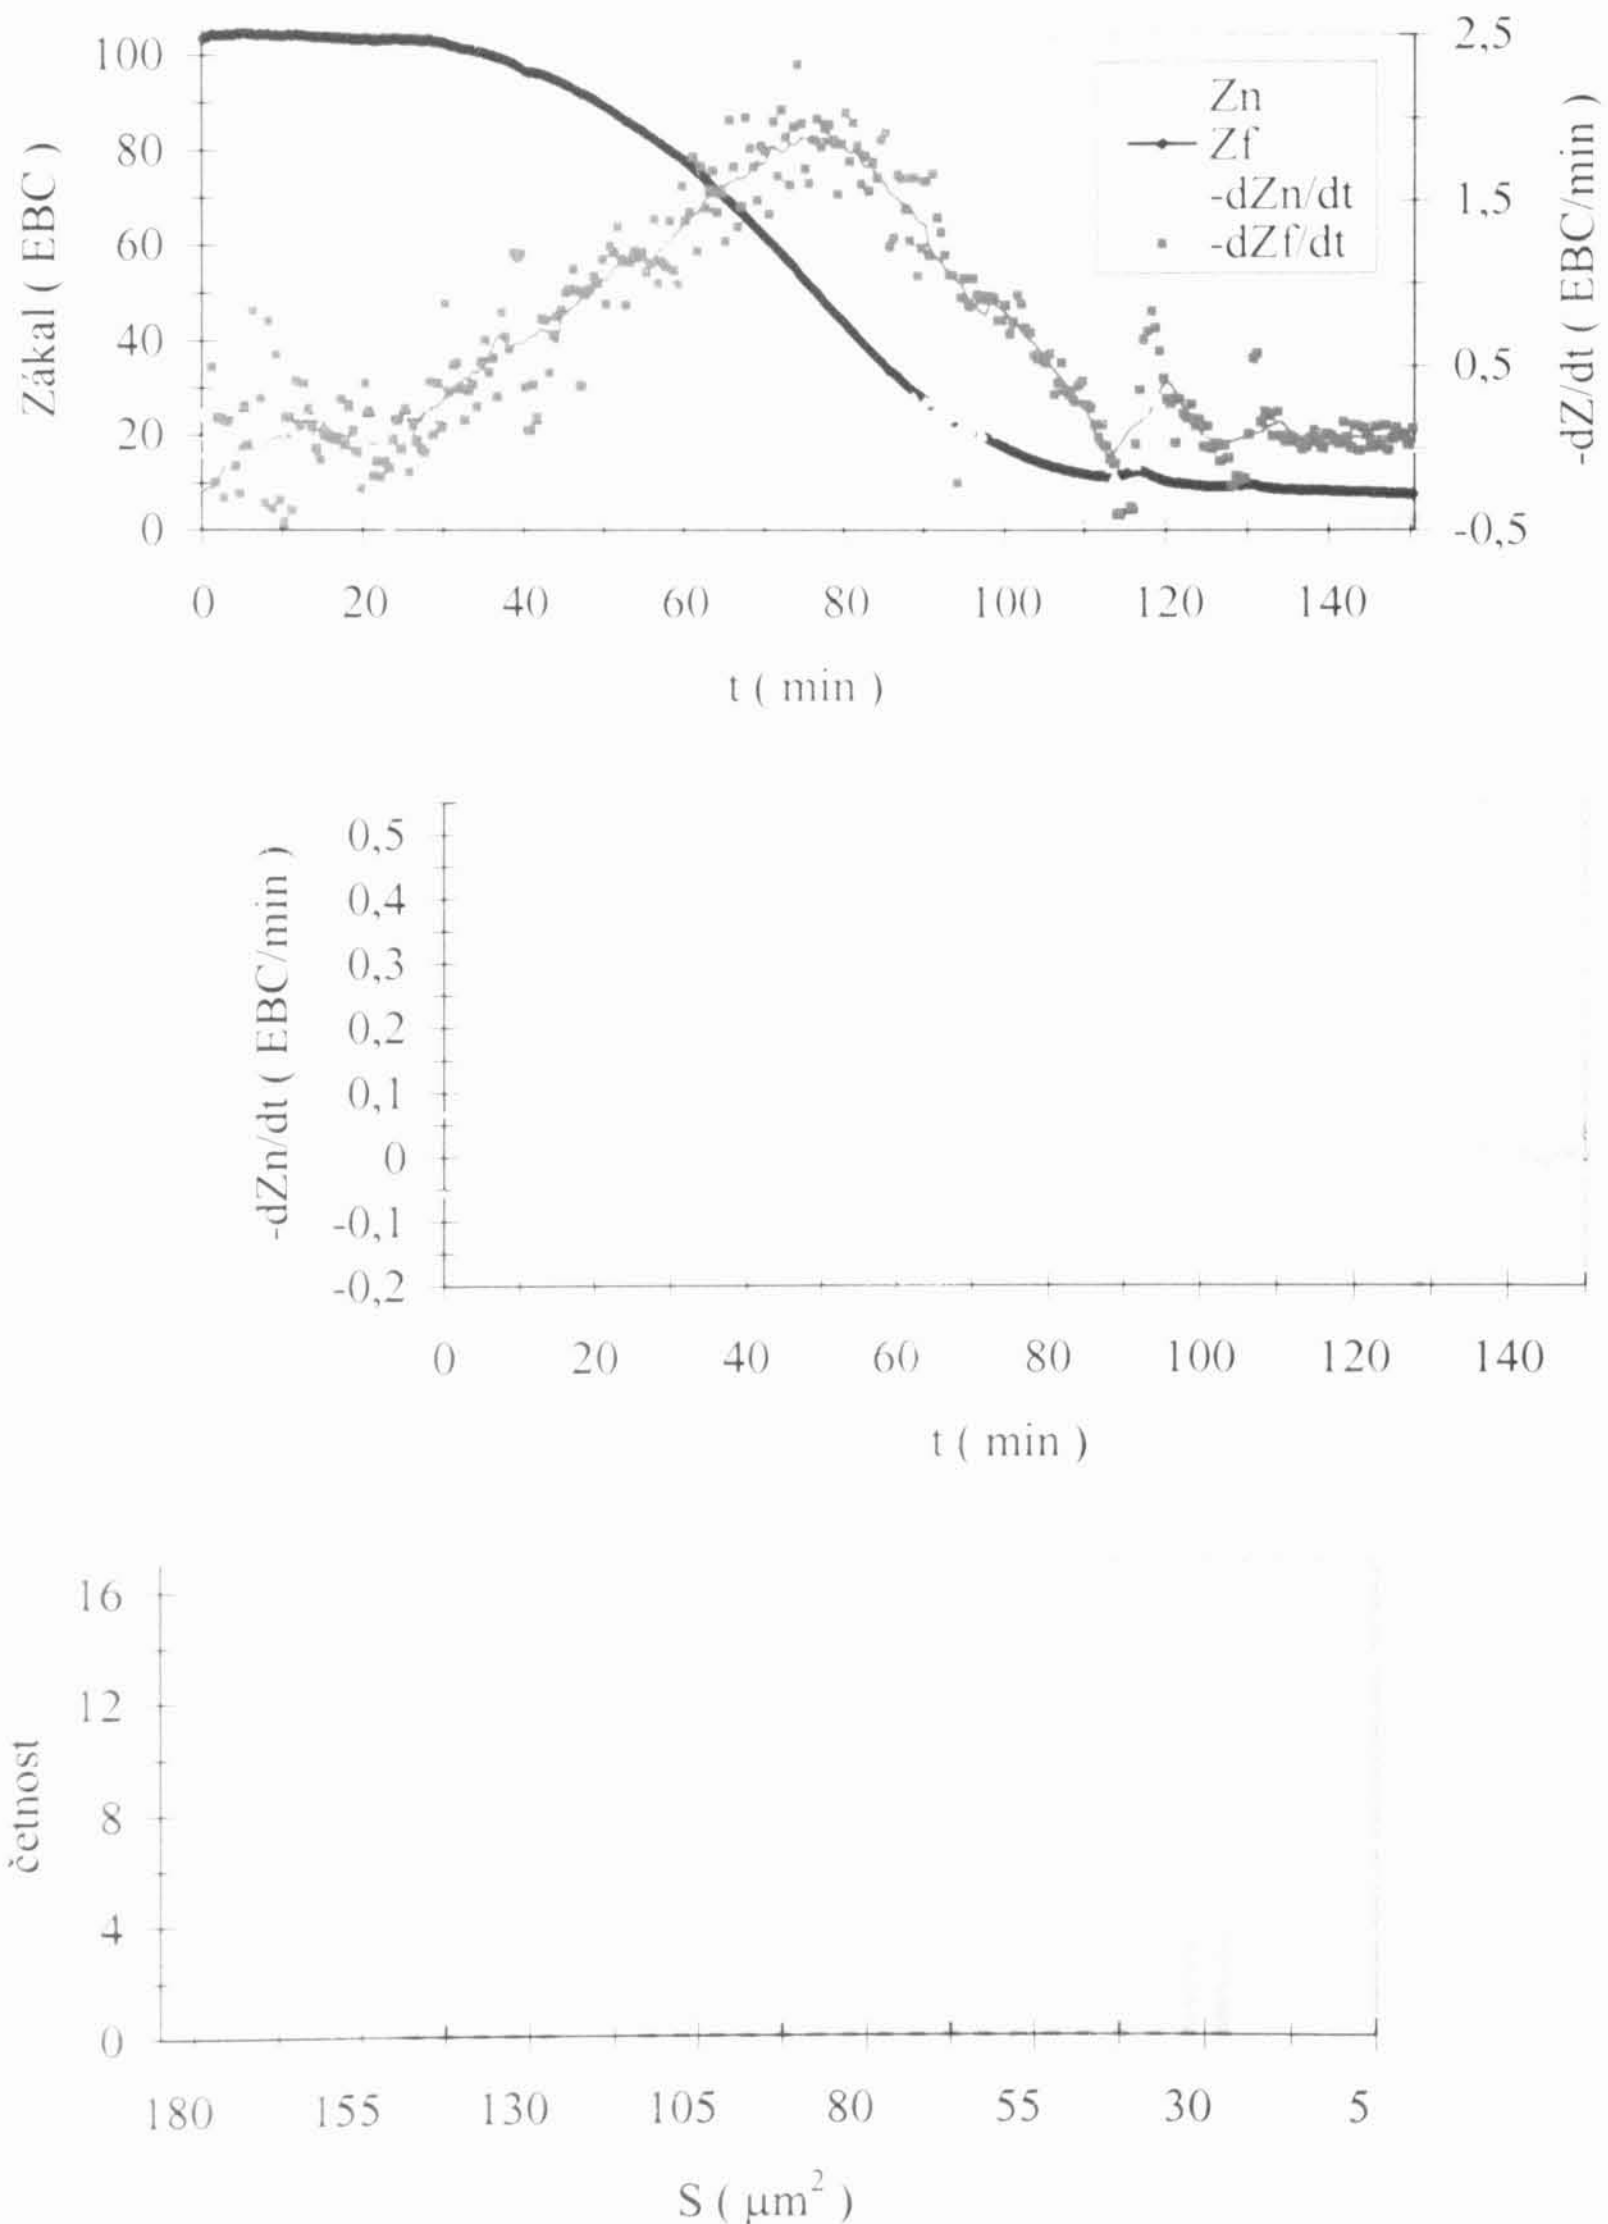 Zákal ( EBC )
100
80
60
40
20
0
2,5
1,5
0,5
-0,5
-dZ/dt ( EBC/min )
Zn
Zf
-dZn/dt
-dZf/dt
0 20 40 60 80 100 120 140
t ( min )
-dZn/dt ( EBC/min )
0,5
0,4
0,3
0,2
0,1
0
-0,1
-0,2
0 20 40 60 80 100 120 140
t ( min )
četnost
16
12
8
4
0
180 155 130 105 80 55 30 5
S ( µm² )